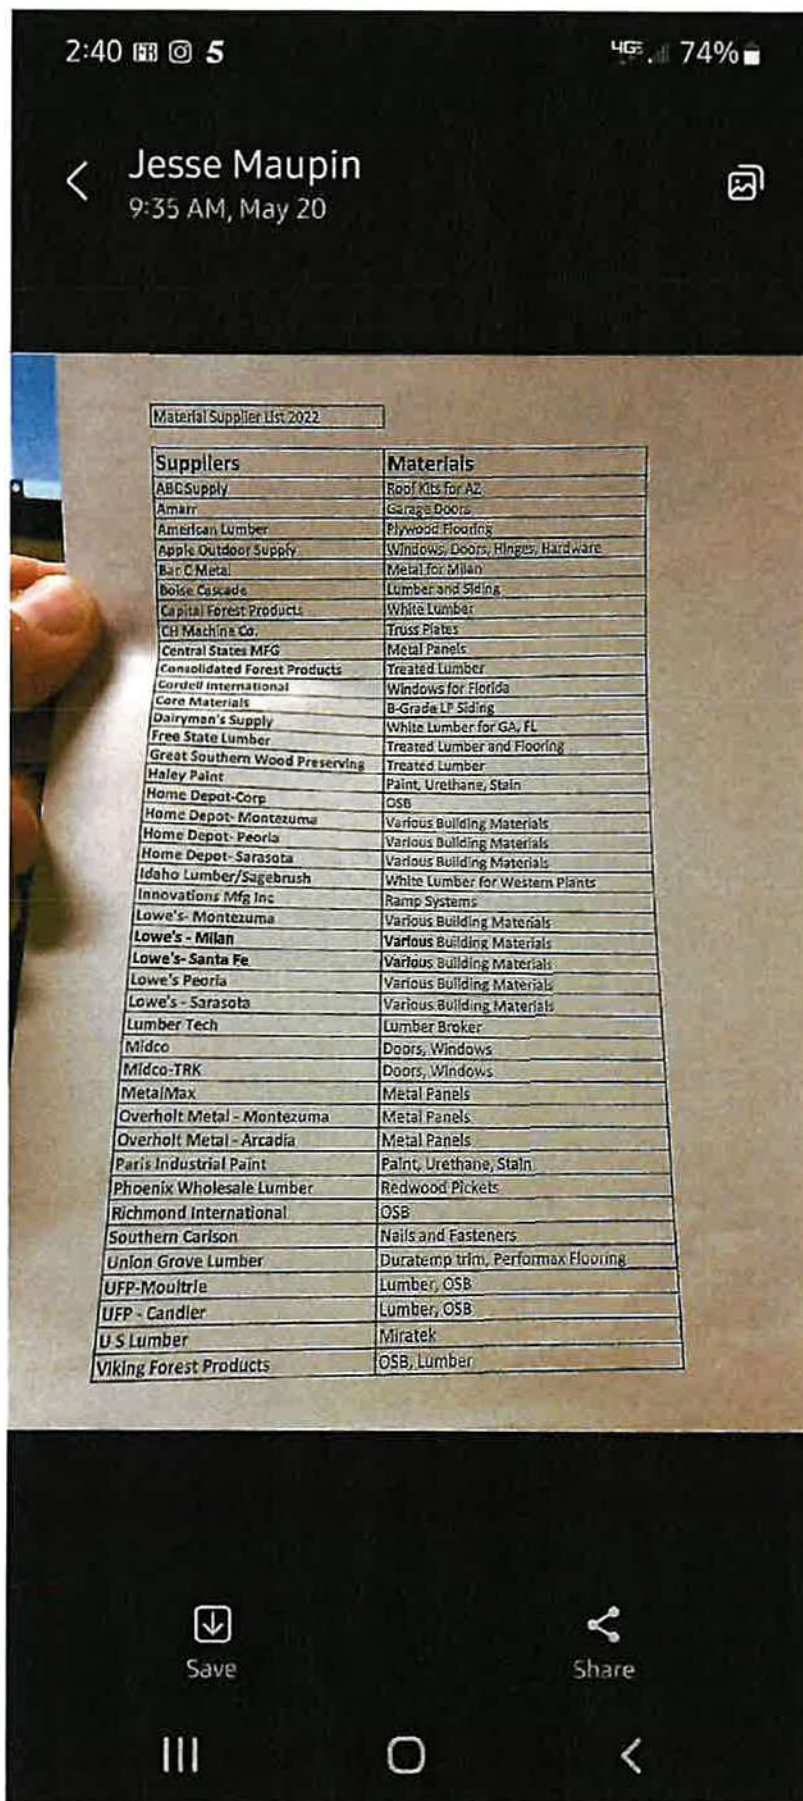 2:40 5 4GE 74%
Jesse Maupin
9:35 AM, May 20
Material Supplier List 2022
Suppliers Materials
ABC Supply Roof Kits for AZ
Amarr Garage Doors
American Lumber Plywood Flooring
Apple Outdoor Supply Windows, Doors, Hinges, Hardware
Bar C Metal Metal for Milan
Boise Cascade Lumber and Siding
Capital Forest Products White Lumber
CH Machine Co. Truss Plates
Central States MFG Metal Panels
Consolidated Forest Products Treated Lumber
Cordell International Windows for Florida
Core Materials B-Grade LP Siding
Dairymen's Supply White Lumber for GA, FL
Free State Lumber Treated Lumber and Flooring
Great Southern Wood Preserving Treated Lumber
Haley Paint Paint, Urethane, Stain
Home Depot-Corp OSB
Home Depot- Montezuma Various Building Materials
Home Depot- Peoria Various Building Materials
Home Depot- Sarasota Various Building Materials
Idaho Lumber/Sagebrush White Lumber for Western Plants
Innovations Mfg Inc Ramp Systems
Lowe's- Montezuma Various Building Materials
Lowe's - Milan Various Building Materials
Lowe's- Santa Fe Various Building Materials
Lowe's Peoria Various Building Materials
Lowe's - Sarasota Various Building Materials
Lumber Tech Lumber Broker
Midco Doors, Windows
Midco-TRK Doors, Windows
MetalMax Metal Panels
Overholt Metal - Montezuma Metal Panels
Overholt Metal - Arcadia Metal Panels
Paris Industrial Paint Paint, Urethane, Stain
Phoenix Wholesale Lumber Redwood Pickets
Richmond International OSB
Southern Carlson Nails and Fasteners
Union Grove Lumber Duratemp trim, Performax Flooring
UFP-Moultrie Lumber, OSB
UFP - Candler Lumber, OSB
U S Lumber Miratek
Viking Forest Products OSB, Lumber
Save Share